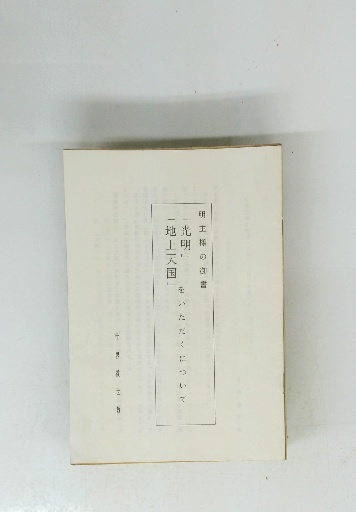 明主様の御書
「光明」
「地上天国」
をいただくについて